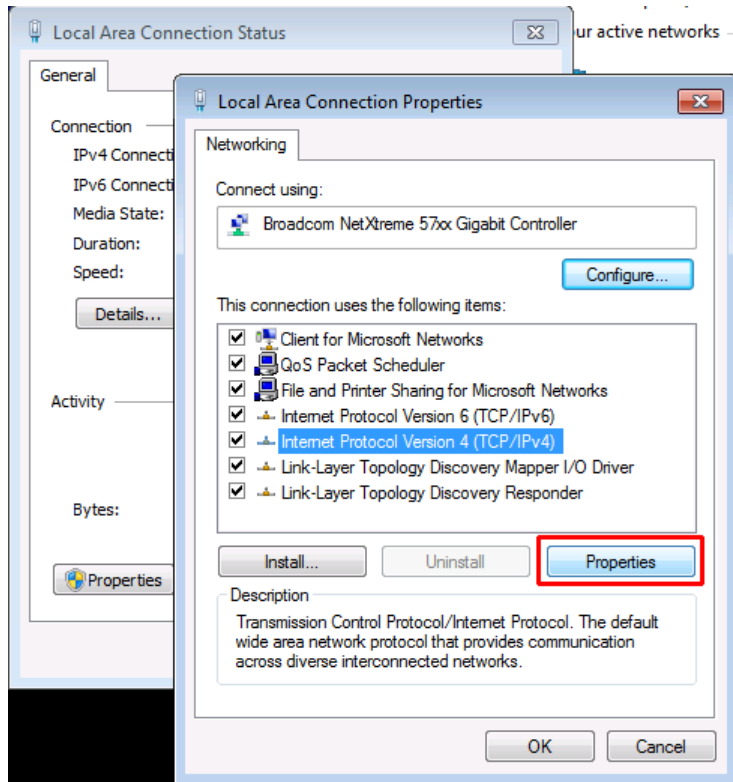 Local Area Connection Status
ur active networks
General
Connection
IPv4 Connecti
IPv6 Connecti
Media State:
Duration:
Speed:
Details...
Activity
Bytes:
Properties
Local Area Connection Properties
Networking
Connect using:
Broadcom NetXtreme 57xx Gigabit Controller
Configure...
This connection uses the following items:
Client for Microsoft Networks
QoS Packet Scheduler
File and Printer Sharing for Microsoft Networks
Internet Protocol Version 6 (TCP/IPv6)
Internet Protocol Version 4 (TCP/IPv4)
Link-Layer Topology Discovery Mapper I/O Driver
Link-Layer Topology Discovery Responder
Install...
Uninstall
Properties
Description
Transmission Control Protocol/Internet Protocol. The default
wide area network protocol that provides communication
across diverse interconnected networks.
OK
Cancel